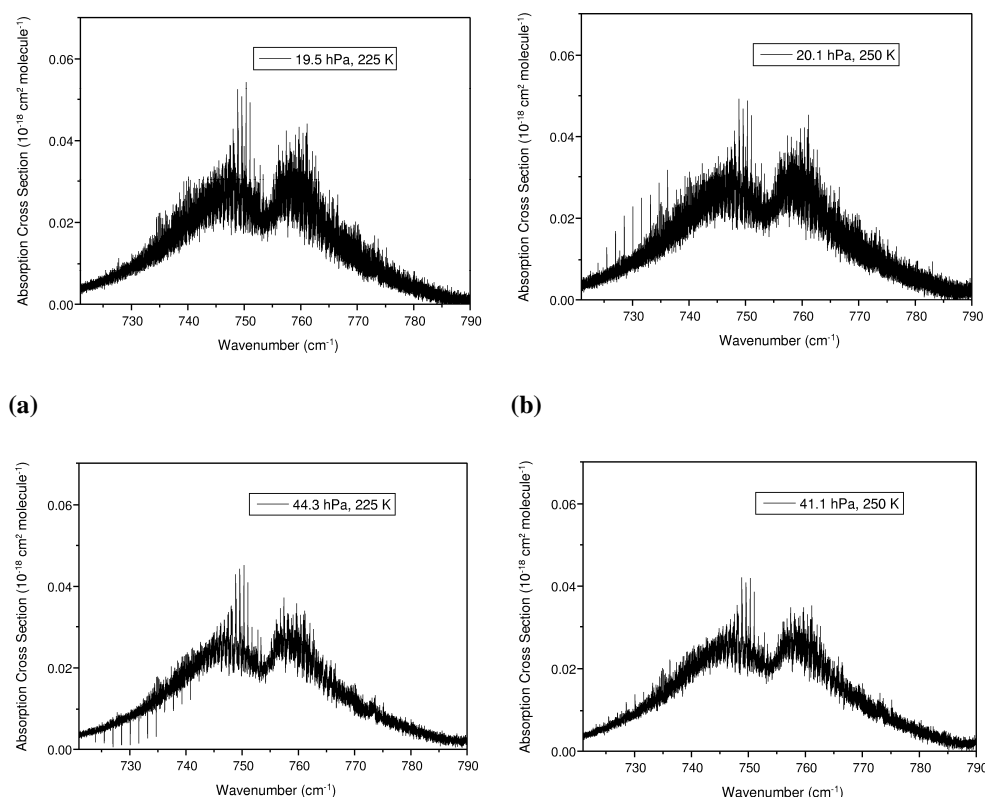 19.5 hPa, 225 K
Absorption Cross Section (10⁻¹⁸ cm² molecule⁻¹)
0.06
0.04
0.02
0.00
730 740 750 760 770 780 790
Wavenumber (cm⁻¹)
20.1 hPa, 250 K
Absorption Cross Section (10⁻¹⁸ cm² molecule⁻¹)
0.06
0.04
0.02
0.00
730 740 750 760 770 780 790
Wavenumber (cm⁻¹)
(a)
(b)
44.3 hPa, 225 K
Absorption Cross Section (10⁻¹⁸ cm² molecule⁻¹)
0.06
0.04
0.02
0.00
730 740 750 760 770 780 790
Wavenumber (cm⁻¹)
41.1 hPa, 250 K
Absorption Cross Section (10⁻¹⁸ cm² molecule⁻¹)
0.06
0.04
0.02
0.00
730 740 750 760 770 780 790
Wavenumber (cm⁻¹)